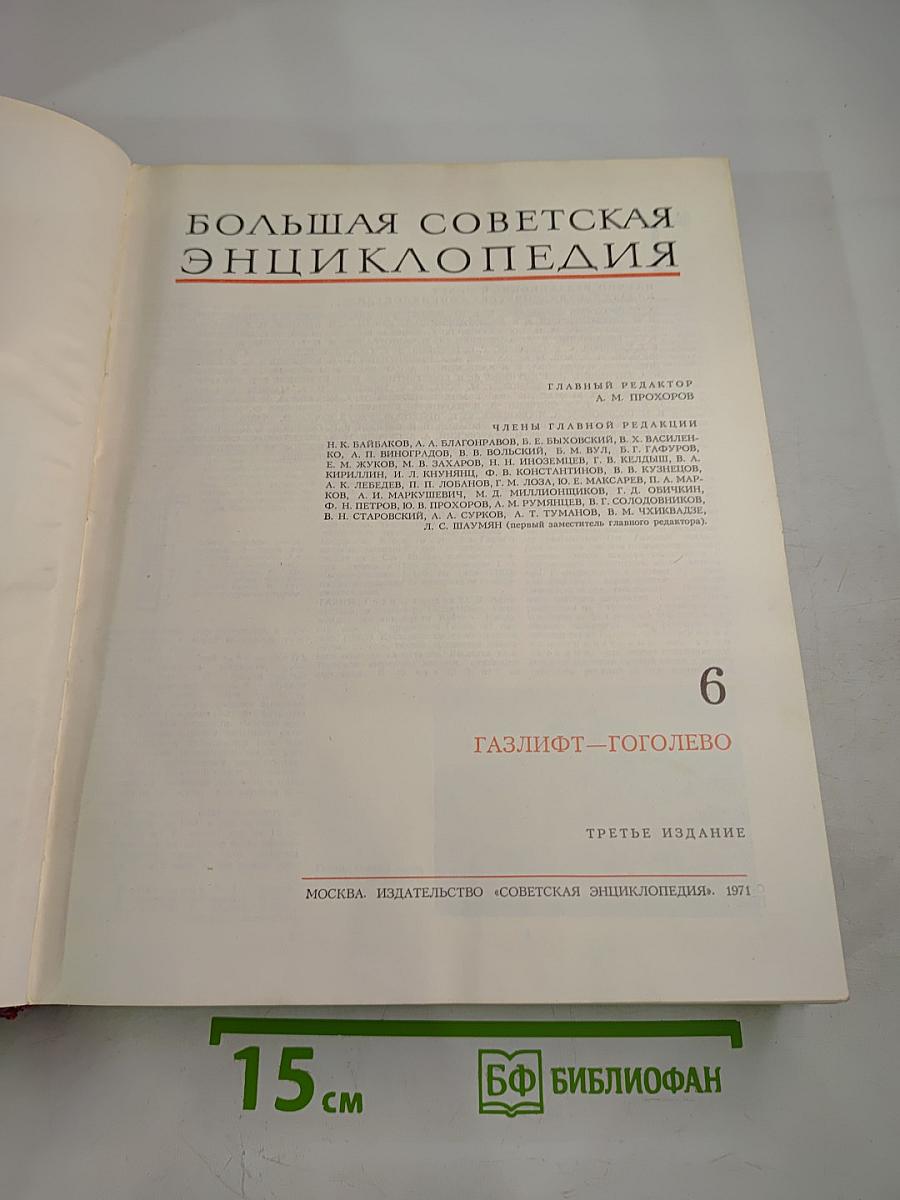 БОЛЬШАЯ СОВЕТСКАЯ
ЭНЦИКЛОПЕДИЯ
ГЛАВНЫЙ РЕДАКТОР
А. М. ПРОХОРОВ
ЧЛЕНЫ ГЛАВНОЙ РЕДАКЦИИ
Н. К. БАЙБАКОВ, А. А. БЛАГОНРАВОВ, Б. Е. БЫХОВСКИЙ, В. Х. ВАСИЛЕН-
КО, А. П. ВИНОГРАДОВ, В. В. ВОЛЬСКИЙ, Б. М. ВУЛ, Б. Г. ГАФУРОВ,
Е. М. ЖУКОВ, М. В. ЗАХАРОВ, Н. Н. ИНОЗЕМЦЕВ, Г. В. КЕЛДЫШ, В. А.
КИРИЛЛИН, И. Л. КНУНЯНЦ, Ф. В. КОНСТАНТИНОВ, В. В. КУЗНЕЦОВ,
А. К. ЛЕБЕДЕВ, П. П. ЛОБАНОВ, Г. М. ЛОЗА, Ю. Е. МАКСАРЕВ, П. А. МАР-
КОВ, А. И. МАРКУШЕВИЧ, М. Д. МИЛЛИОНЩИКОВ, Г. Д. ОБИЧКИН,
Ф. Н. ПЕТРОВ, Ю. В. ПРОХОРОВ, А. М. РУМЯНЦЕВ, В. Г. СОЛОДОВНИКОВ,
В. Н. СТАРОВСКИЙ, А. А. СУРКОВ, А. Т. ТУМАНОВ, В. М. ЧХИКВАДЗЕ,
Л. С. ШАУМЯН (первый заместитель главного редактора).
6
ГАЗЛИФТ—ГОГОЛЕВО
ТРЕТЬЕ ИЗДАНИЕ
МОСКВА. ИЗДАТЕЛЬСТВО «СОВЕТСКАЯ ЭНЦИКЛОПЕДИЯ». 1971
15 см
БФ БИБЛИОФАН